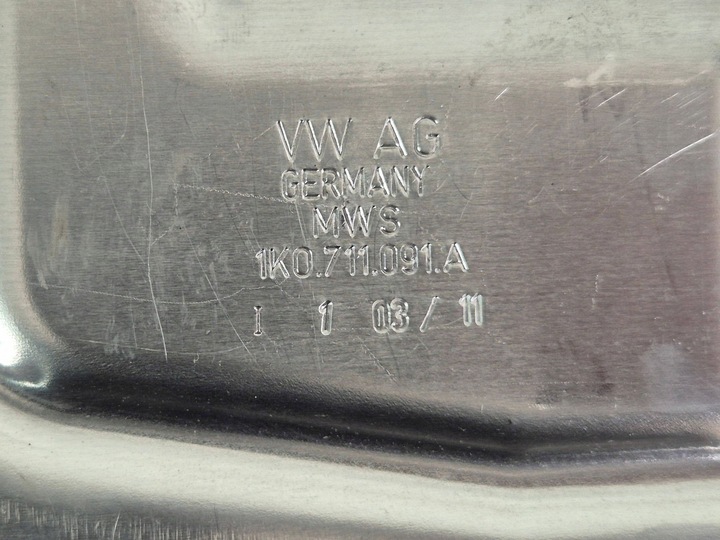 VW AG
GERMANY
MWS
1K0.711.091.A
I 1 03/11